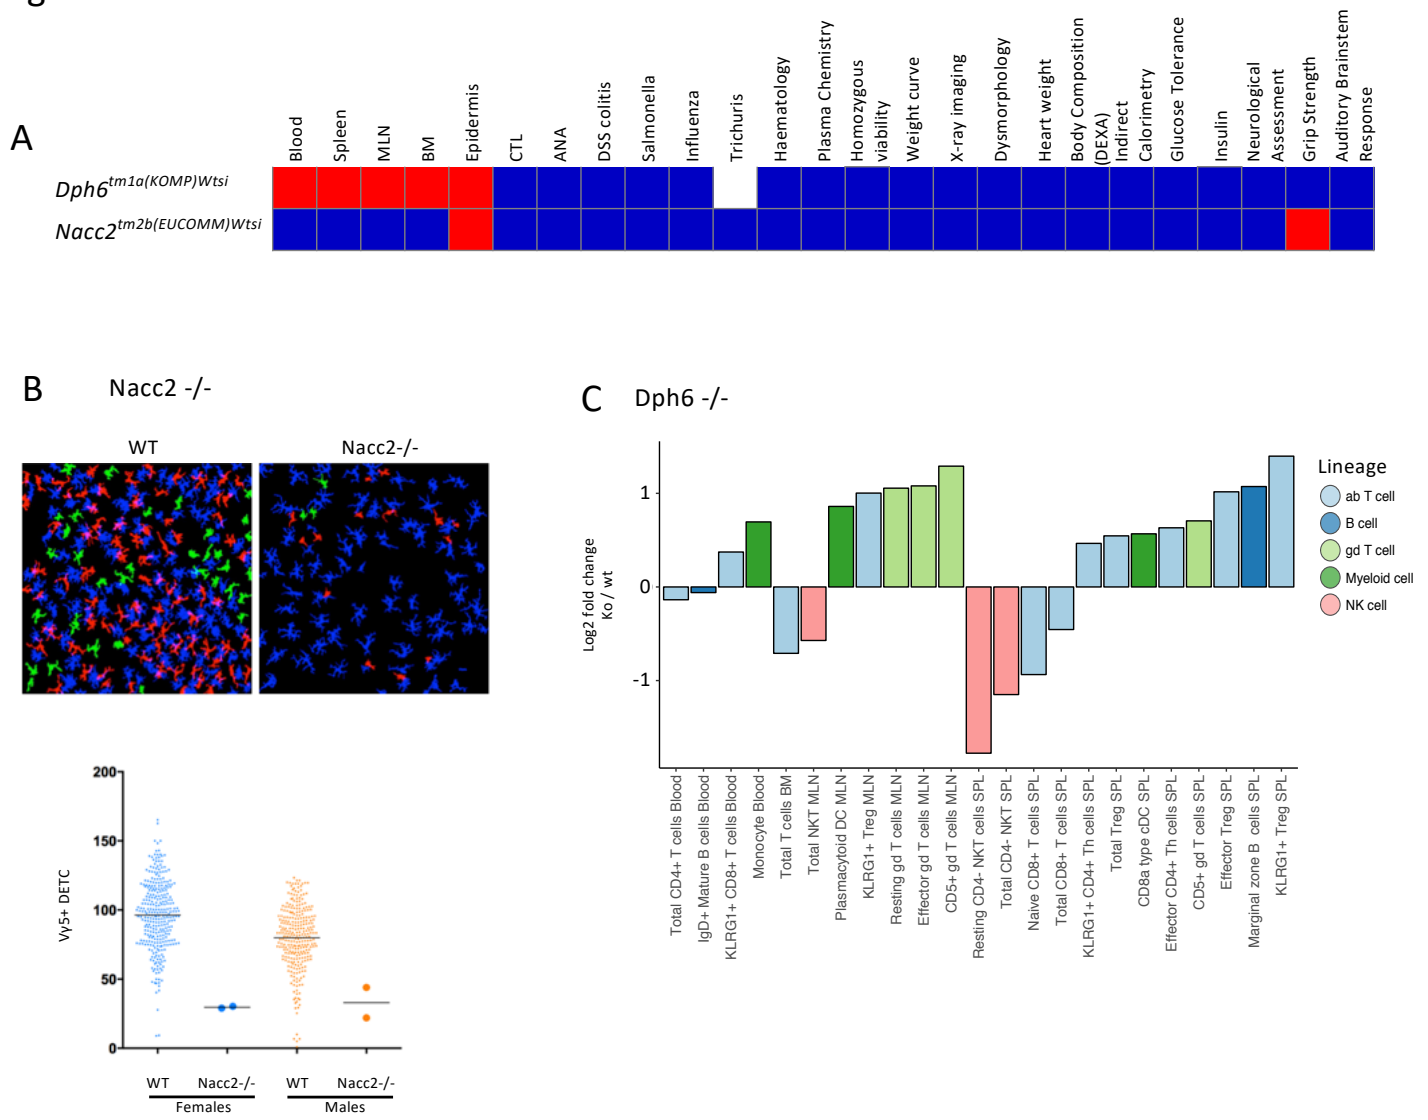 A
Blood
Spleen
MLN
BM
Epidermis
CTL
ANA
DSS colitis
Salmonella
Influenza
Trichuris
Haematology
Plasma Chemistry
Homozygous
viability
Weight curve
X-ray imaging
Dysmorphology
Heart weight
Body Composition
(DEXA)
Indirect
Calorimetry
Glucose Tolerance
Insulin
Neurological
Assessment
Grip Strength
Auditory Brainstem
Response
Dph6tm1a(KOMP)Wtsi
Nacc2tm2b(EUCOMM)Wtsi
B Nacc2 -/-
WT Nacc2-/-
Vγ5+ DETC
200
150
100
50
0
WT Nacc2-/- WT Nacc2-/-
Females Males
C Dph6 -/-
Log2 fold change
Ko / wt
1
0
-1
Total CD4+ T cells Blood
IgD+ Mature B cells Blood
KLRG1+ CD8+ T cells Blood
Monocyte Blood
Total T cells BM
Total NKT MLN
Plasmacytoid DC MLN
KLRG1+ Treg MLN
Resting gd T cells MLN
Effector gd T cells MLN
CD5+ gd T cells MLN
Resting CD4- NKT cells SPL
Total CD4- NKT SPL
Naive CD8+ T cells SPL
Total CD8+ T cells SPL
KLRG1+ CD4+ Th cells SPL
Total Treg SPL
CD8a type cDC SPL
Effector CD4+ Th cells SPL
CD5+ gd T cells SPL
Effector Treg SPL
Marginal zone B cells SPL
KLRG1+ Treg SPL
Lineage
ab T cell
B cell
gd T cell
Myeloid cell
NK cell